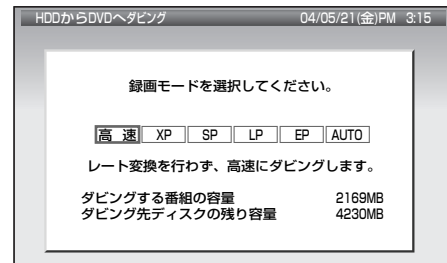 HDDからDVDへダビング 04/05/21(金)PM 3:15
録画モードを選択してください。
高 速 XP SP LP EP AUTO
レート変換を行わず、高速にダビングします。
ダビングする番組の容量 2169MB
ダビング先ディスクの残り容量 4230MB